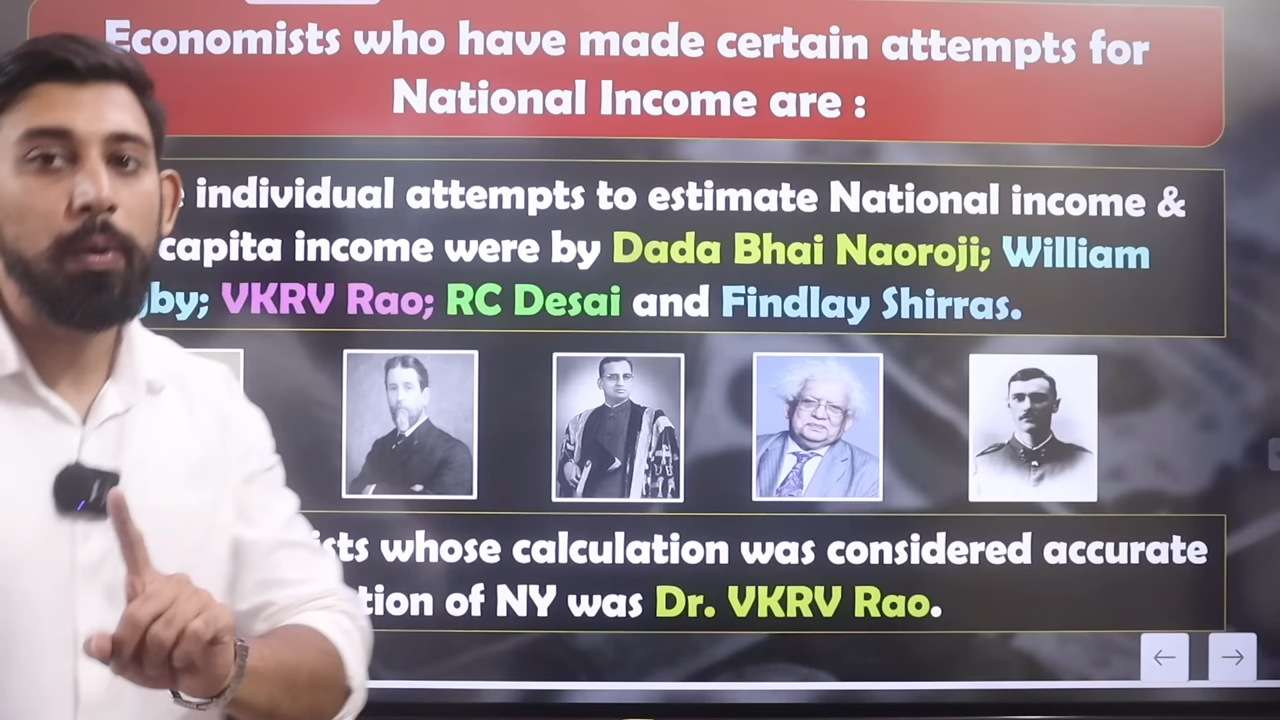 Economists who have made certain attempts for
National Income are :
individual attempts to estimate National income &
capita income were by Dada Bhai Naoroji; William
VKRV Rao; RC Desai and Findlay Shirras.
whose calculation was considered accurate
of NY was Dr. VKRV Rao.